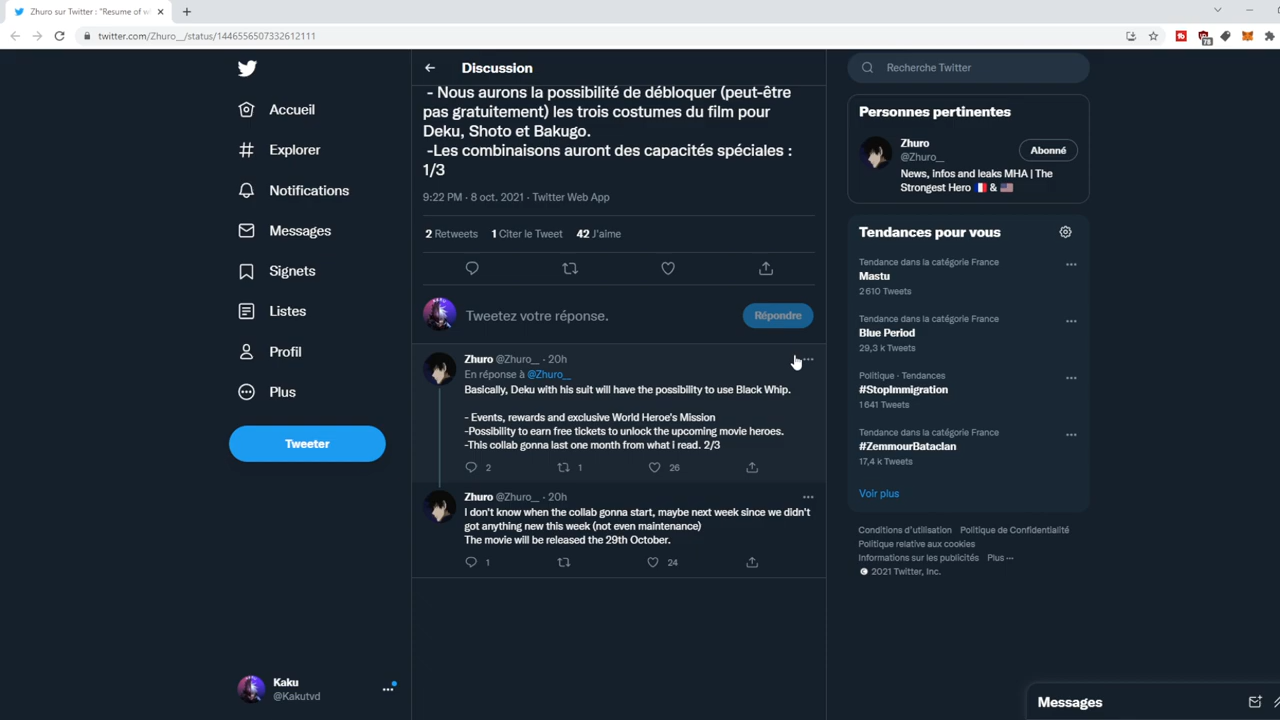 Zhuro sur Twitter : "Resume of w
twitter.com/Zhuro__/status/1446556507332612111
78
Accueil
Explorer
Notifications
Messages
Signets
Listes
Profil
Plus
Tweeter
Kaku
@Kakutvd
Discussion
- Nous aurons la possibilité de débloquer (peut-être
pas gratuitement) les trois costumes du film pour
Deku, Shoto et Bakugo.
-Les combinaisons auront des capacités spéciales :
1/3
9:22 PM · 8 oct. 2021 · Twitter Web App
2 Retweets 1 Citer le Tweet 42 J'aime
Tweetez votre réponse.
Répondre
Zhuro @Zhuro__ · 20h
En réponse à @Zhuro__
Basically, Deku with his suit will have the possibility to use Black Whip.
- Events, rewards and exclusive World Heroe's Mission
-Possibility to earn free tickets to unlock the upcoming movie heroes.
-This collab gonna last one month from what I read. 2/3
2 1 26
Zhuro @Zhuro__ · 20h
I don't know when the collab gonna start, maybe next week since we didn't
got anything new this week (not even maintenance)
The movie will be released the 29th October.
1 24
Recherche Twitter
Personnes pertinentes
Zhuro
@Zhuro__
Abonné
News, infos and leaks MHA | The
Strongest Hero 🇫🇷 & 🇺🇸
Tendances pour vous
Tendance dans la catégorie France
Mastu
2 610 Tweets
Tendance dans la catégorie France
Blue Period
29,3 k Tweets
Politique · Tendances
#StopImmigration
1 641 Tweets
Tendance dans la catégorie France
#ZemmourBataclan
17,4 k Tweets
Voir plus
Conditions d'utilisation Politique de Confidentialité
Politique relative aux cookies
Informations sur les publicités Plus ···
© 2021 Twitter, Inc.
Messages